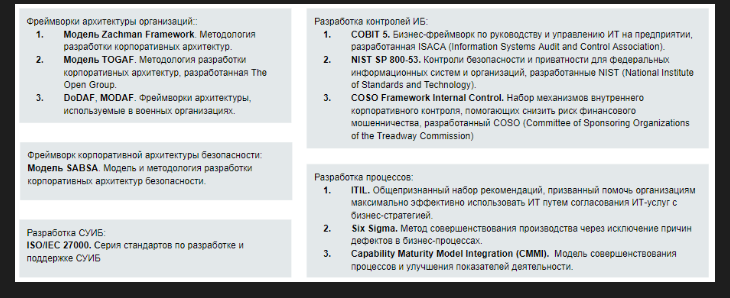 Фреймворки архитектуры организаций::
1. Модель Zachman Framework. Методология
разработки корпоративных архитектур.
2. Модель TOGAF. Методология разработки
корпоративных архитектур, разработанная The
Open Group.
3. DoDAF, MODAF. Фреймворки архитектуры,
используемые в военных организациях.
Фреймворк корпоративной архитектуры безопасности:
Модель SABSA. Модель и методология разработки
корпоративных архитектур безопасности.
Разработка СУИБ:
ISO/IEC 27000. Серия стандартов по разработке и
поддержке СУИБ
Разработка контролей ИБ:
1. COBIT 5. Бизнес-фреймворк по руководству и управлению ИТ на предприятии,
разработанная ISACA (Information Systems Audit and Control Association).
2. NIST SP 800-53. Контроли безопасности и приватности для федеральных
информационных систем и организаций, разработанные NIST (National Institute
of Standards and Technology).
3. COSO Framework Internal Control. Набор механизмов внутреннего
корпоративного контроля, помогающих снизить риск финансового
мошенничества, разработанный COSO (Committee of Sponsoring Organizations
of the Treadway Commission)
Разработка процессов:
1. ITIL. Общепризнанный набор рекомендаций, призванный помочь организациям
максимально эффективно использовать ИТ путем согласования ИТ-услуг с
бизнес-стратегией.
2. Six Sigma. Метод совершенствования производства через исключение причин
дефектов в бизнес-процессах.
3. Capability Maturity Model Integration (CMMI). Модель совершенствования
процессов и улучшения показателей деятельности.